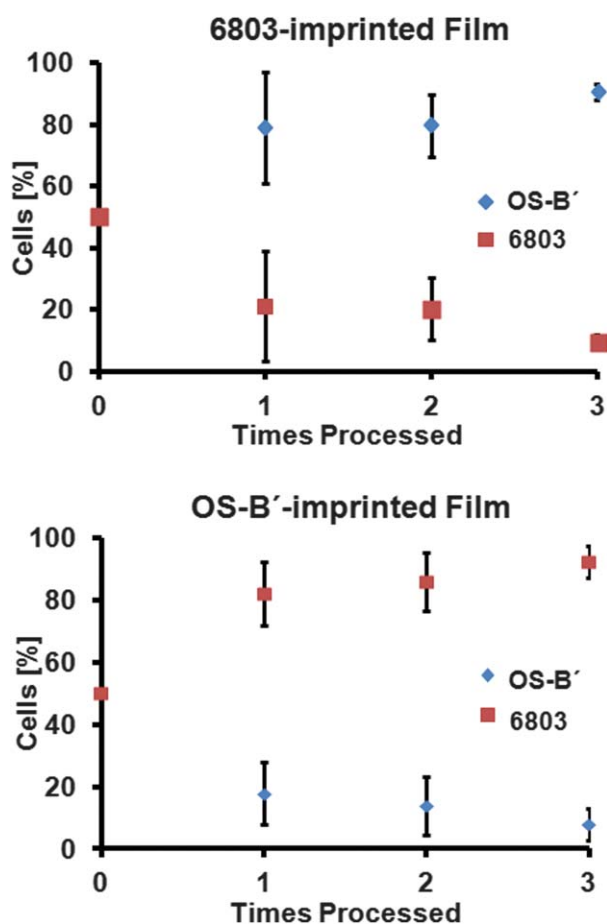 6803-imprinted Film
100
80
60
40
20
0
Cells [%]
OS-B´
6803
0 1 2 3
Times Processed
OS-B´-imprinted Film
100
80
60
40
20
0
Cells [%]
OS-B´
6803
0 1 2 3
Times Processed